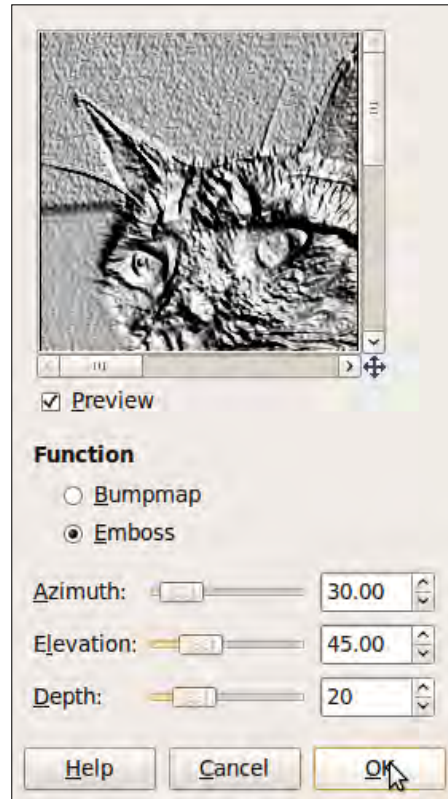 Preview
Function
Bumpmap
Emboss
Azimuth: 30.00
Elevation: 45.00
Depth: 20
Help Cancel OK